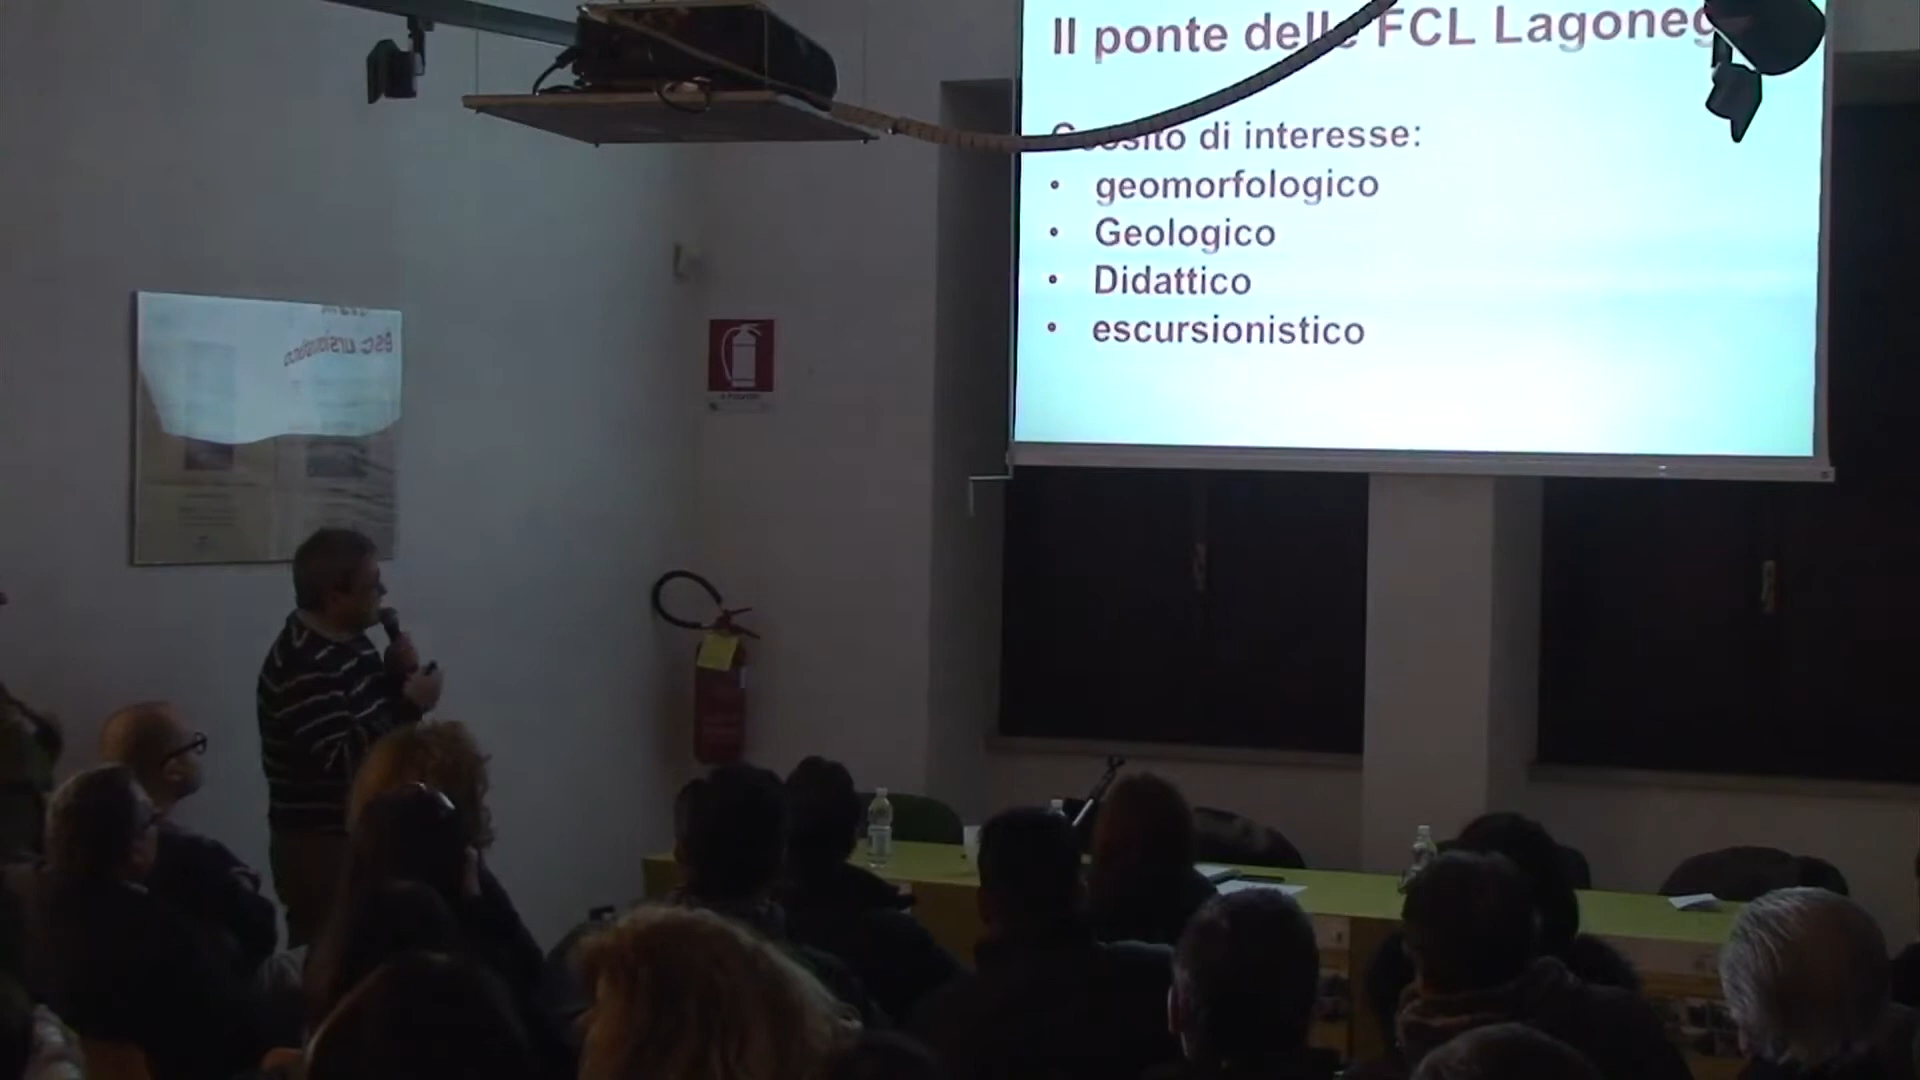 Il ponte delle FCL Lagoneg
di interesse:
• geomorfologico
• Geologico
• Didattico
• escursionistico